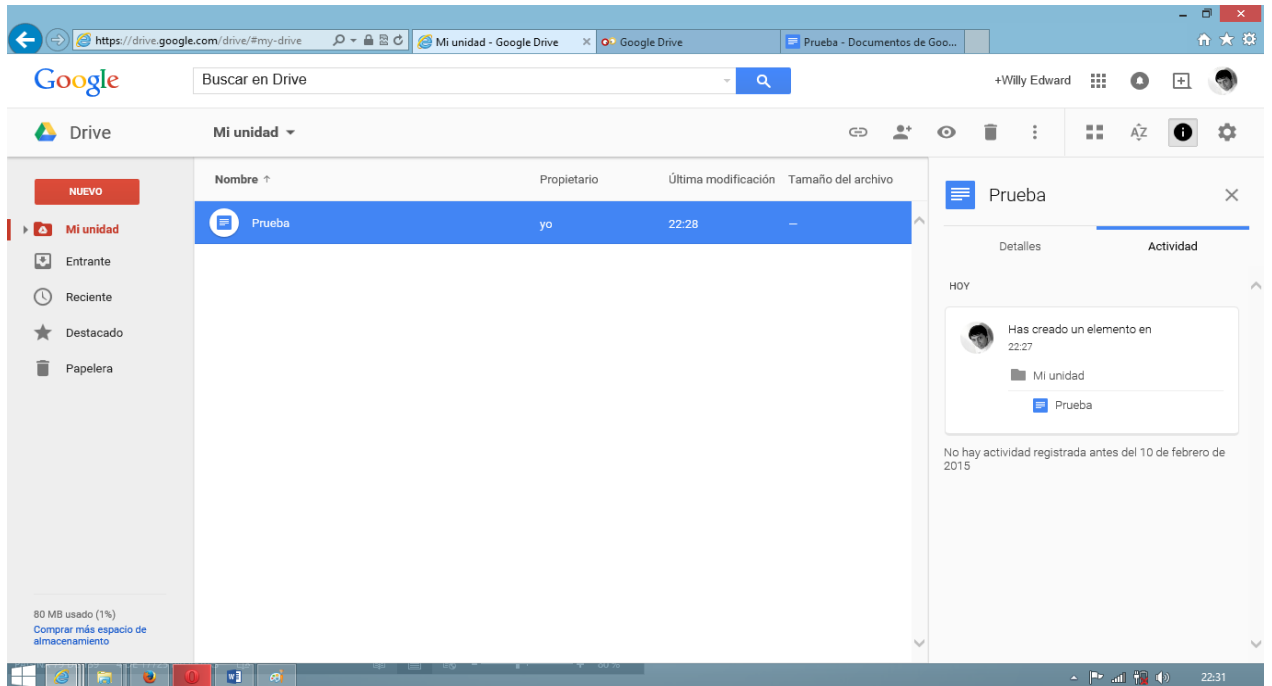 https://drive.google.com/drive/#my-drive
Mi unidad - Google Drive
Google Drive
Prueba - Documentos de Goo...
Google
Buscar en Drive
+Willy Edward
Drive
Mi unidad
NUEVO
Mi unidad
Entrante
Reciente
Destacado
Papelera
80 MB usado (1%)
Comprar más espacio de
almacenamiento
Nombre ↑
Propietario
Última modificación
Tamaño del archivo
Prueba
yo
22:28
—
Prueba
Detalles
Actividad
HOY
Has creado un elemento en
22:27
Mi unidad
Prueba
No hay actividad registrada antes del 10 de febrero de
2015
80 %
22:31